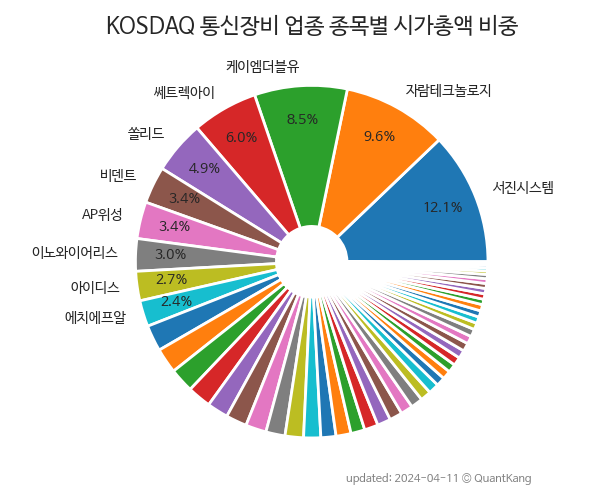 KOSDAQ 통신장비 업종 종목별 시가총액 비중
케이엠더블유
쎄트렉아이
자람테크놀로지
쏠리드
비덴트
AP위성
이노와이어리스
아이디스
에치에프알
서진시스템
8.5%
9.6%
6.0%
4.9%
3.4%
3.4%
3.0%
2.7%
2.4%
12.1%
updated: 2024-04-11 © QuantKang